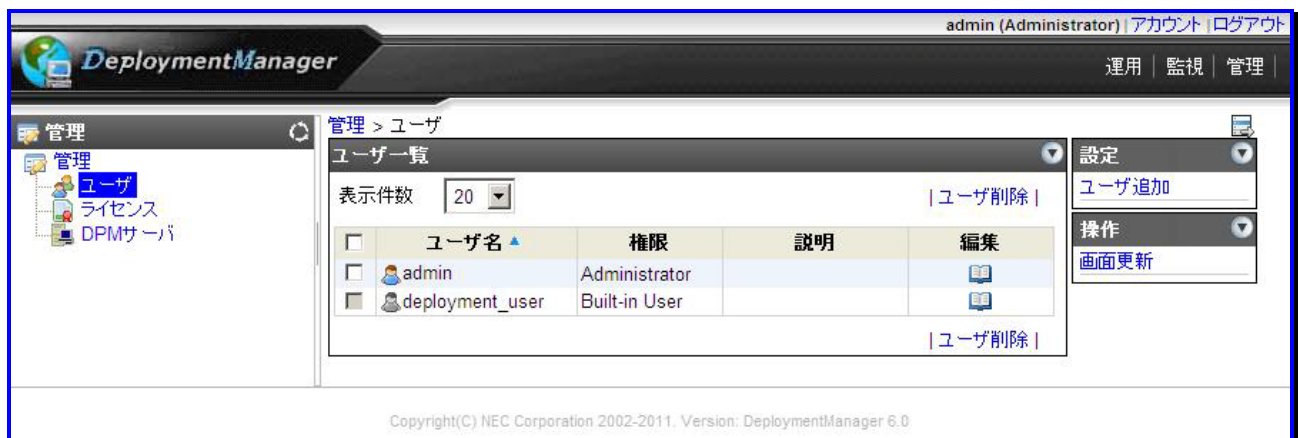 admin (Administrator) | アカウント | ログアウト
DeploymentManager
運用 | 監視 | 管理 |
管理
管理
ユーザ
ライセンス
DPMサーバ
管理 > ユーザ
ユーザ一覧
表示件数 20 | ユーザ削除 |
ユーザ名 権限 説明 編集
admin Administrator
deployment_user Built-in User
| ユーザ削除 |
設定
ユーザ追加
操作
画面更新
Copyright(C) NEC Corporation 2002-2011. Version: DeploymentManager 6.0